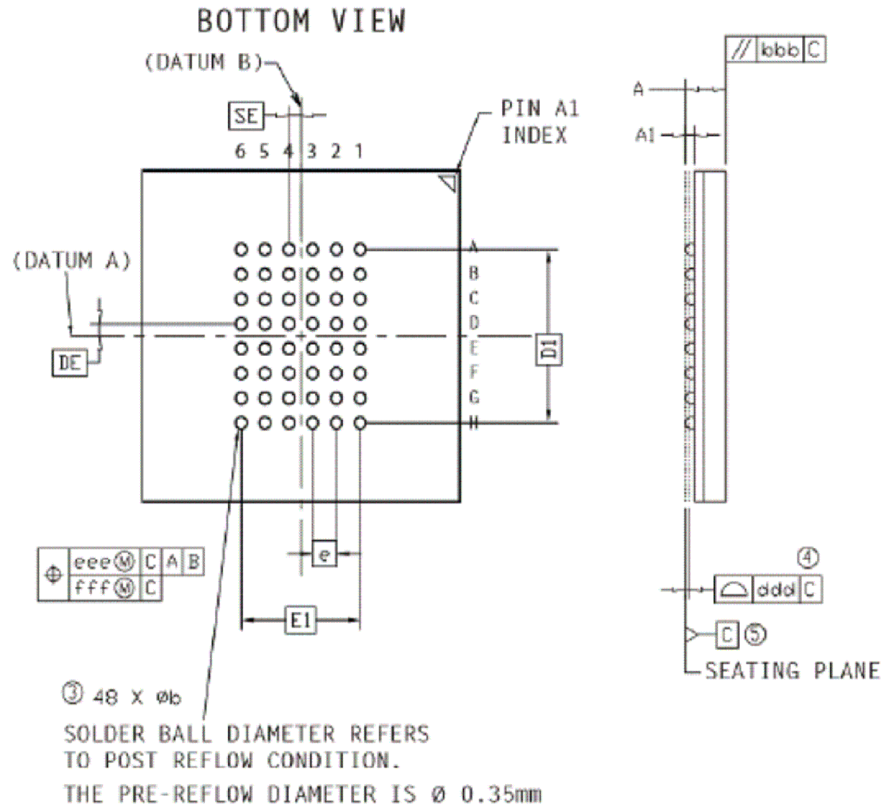 BOTTOM VIEW
(DATUM B)
// bbb C
SE
A
PIN A1
INDEX
A1
6 5 4 3 2 1
(DATUM A)
A
B
C
D
E
F
G
H
DE
D1
e
⌖ eee Ⓜ C A B
fff Ⓜ C
E1
④
⌓ ddd C
C ⑤
SEATING PLANE
③ 48 X Øb
SOLDER BALL DIAMETER REFERS
TO POST REFLOW CONDITION.
THE PRE-REFLOW DIAMETER IS Ø 0.35mm